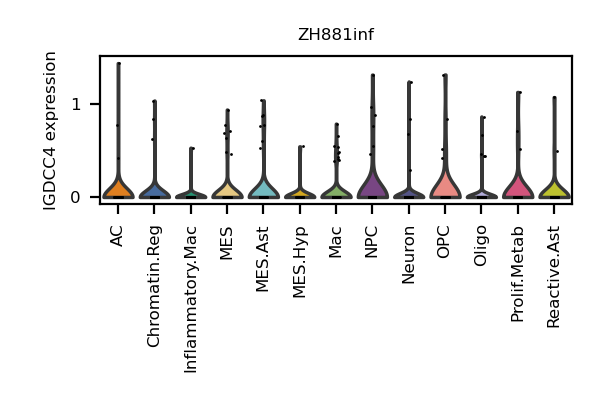 ZH881inf
IGDCC4 expression
1
0
AC
Chromatin.Reg
Inflammatory.Mac
MES
MES.Ast
MES.Hyp
Mac
NPC
Neuron
OPC
Oligo
Prolif.Metab
Reactive.Ast